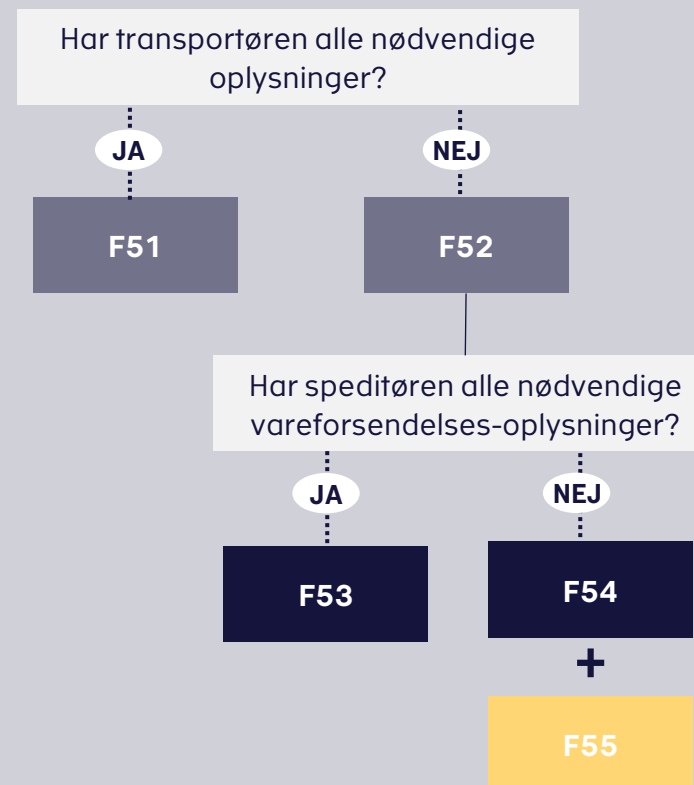 Har transportøren alle nødvendige
oplysninger?
JA
NEJ
F51
F52
Har speditøren alle nødvendige
vareforsendelses-oplysninger?
JA
NEJ
F53
F54
+
F55